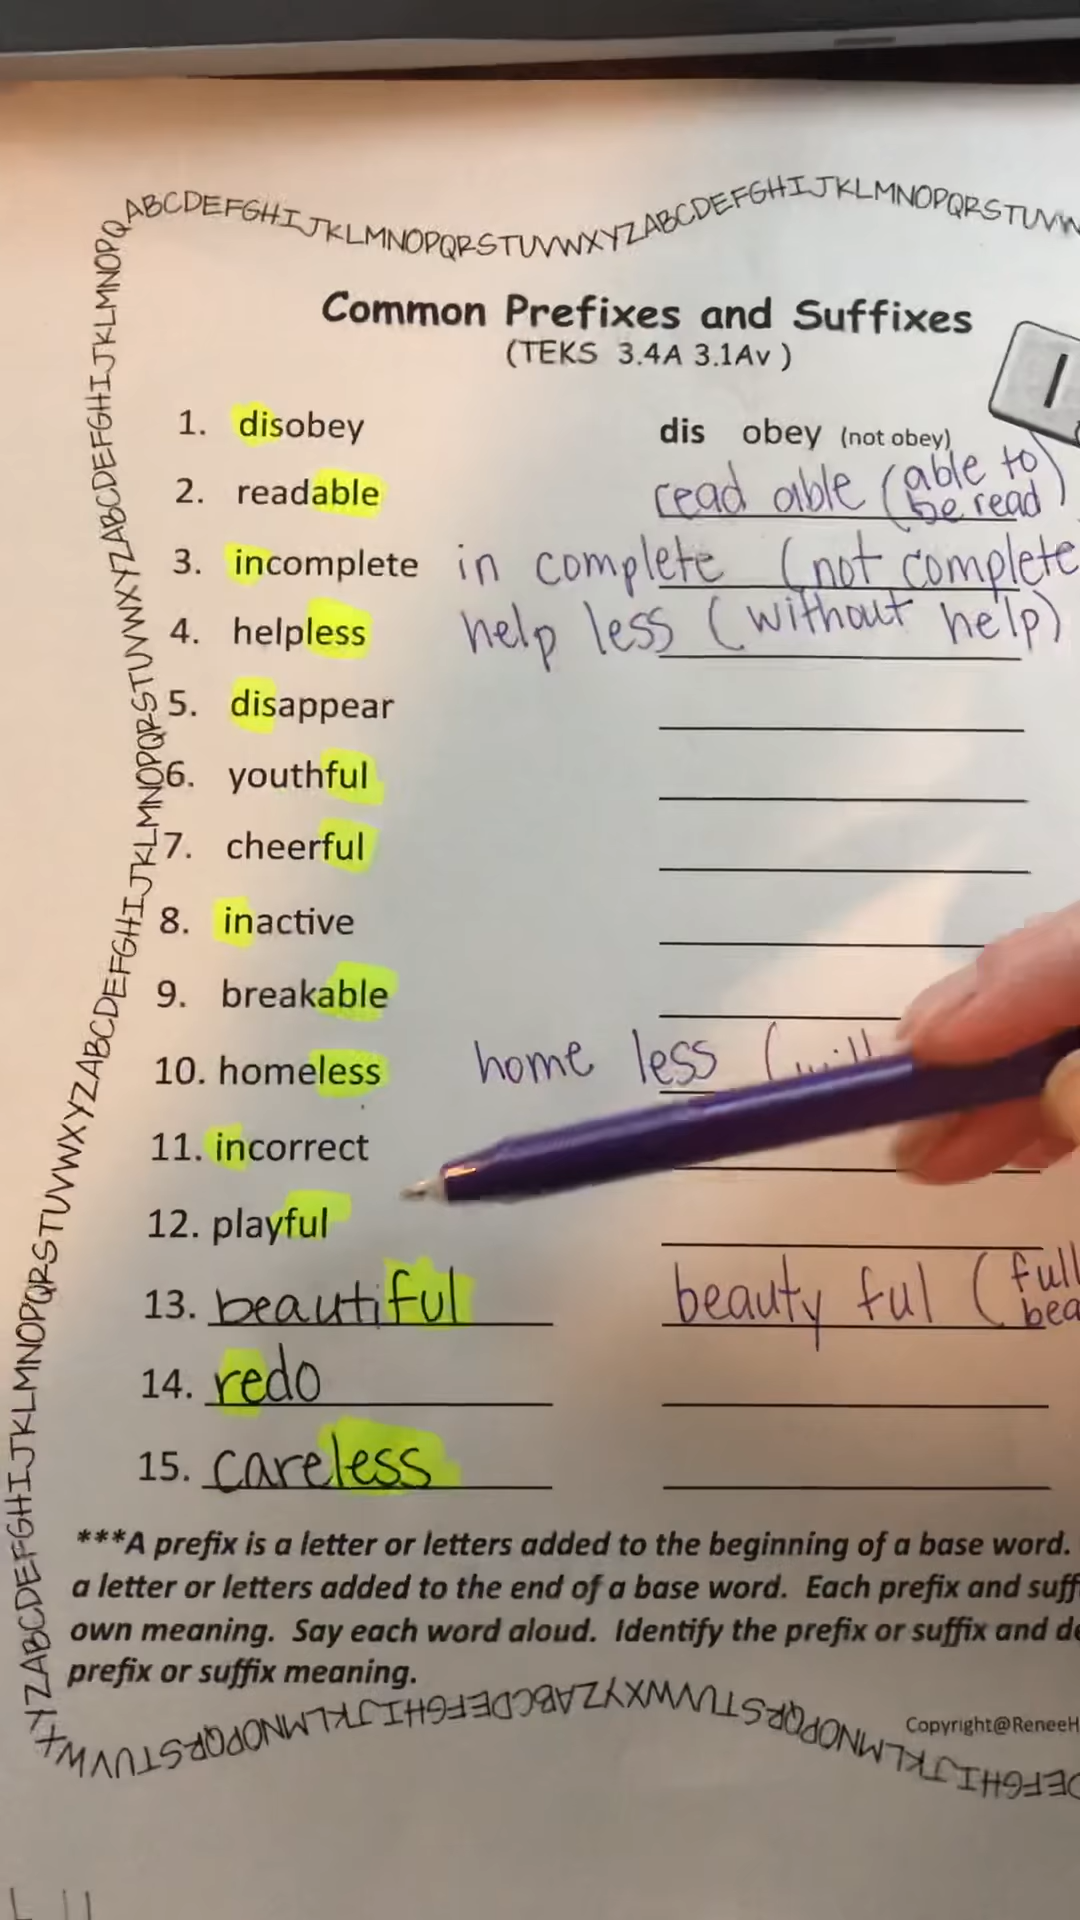 ABCDEFGHIJKLMNOPQRSTUVWXYZABCDEFGHIJKLMNOPQRSTUVW
Common Prefixes and Suffixes
(TEKS 3.4A 3.1Av )
1. disobey dis obey (not obey)
2. readable read able (able to be read)
3. incomplete in complete (not complete
4. helpless help less (without help)
5. disappear
6. youthful
7. cheerful
8. inactive
9. breakable
10. homeless home less (
11. incorrect
12. playful
13. beautiful beauty ful (full
14. redo
15. careless
***A prefix is a letter or letters added to the beginning of a base word.
a letter or letters added to the end of a base word. Each prefix and suff
own meaning. Say each word aloud. Identify the prefix or suffix and de
prefix or suffix meaning.
Copyright@ReneeH